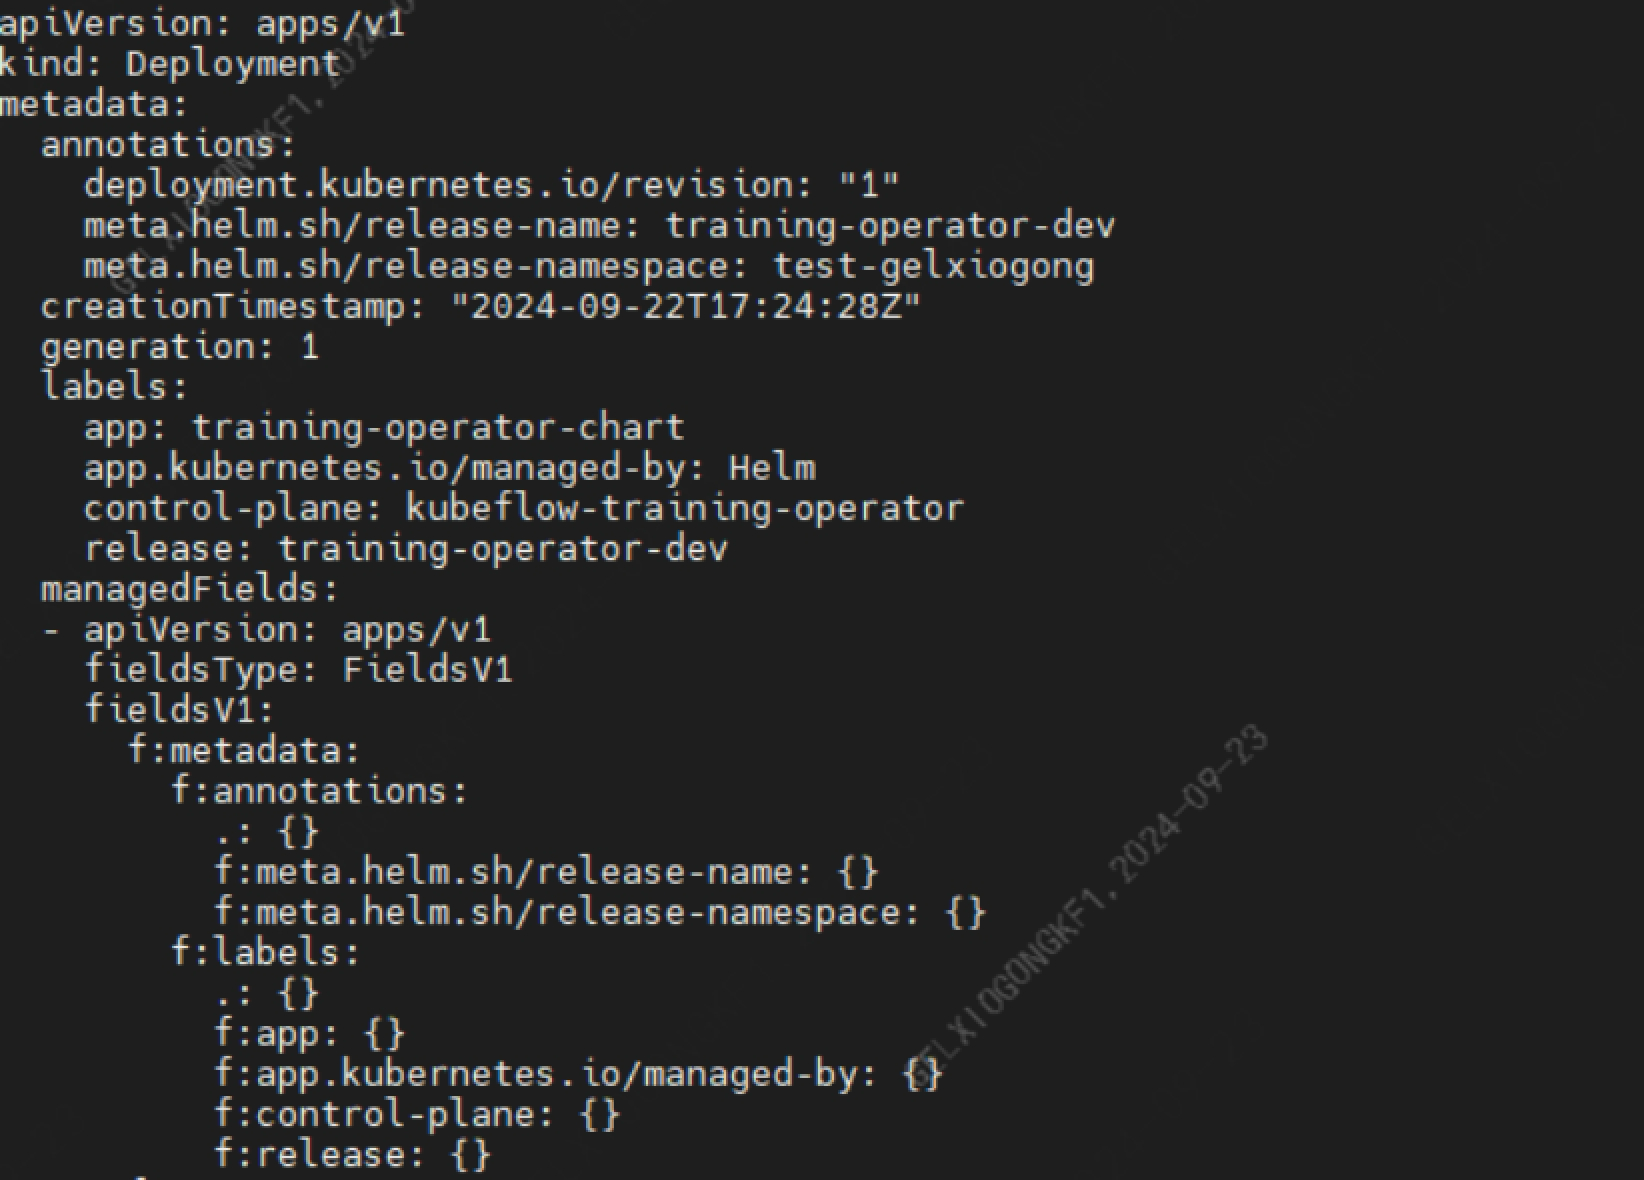 apiVersion: apps/v1
kind: Deployment
metadata:
  annotations:
    deployment.kubernetes.io/revision: "1"
    meta.helm.sh/release-name: training-operator-dev
    meta.helm.sh/release-namespace: test-gelxiogong
  creationTimestamp: "2024-09-22T17:24:28Z"
  generation: 1
  labels:
    app: training-operator-chart
    app.kubernetes.io/managed-by: Helm
    control-plane: kubeflow-training-operator
    release: training-operator-dev
  managedFields:
  - apiVersion: apps/v1
    fieldsType: FieldsV1
    fieldsV1:
      f:metadata:
        f:annotations:
          .: {}
          f:meta.helm.sh/release-name: {}
          f:meta.helm.sh/release-namespace: {}
        f:labels:
          .: {}
          f:app: {}
          f:app.kubernetes.io/managed-by: {}
          f:control-plane: {}
          f:release: {}
GELXIOGONGKF1, 2024-09-23